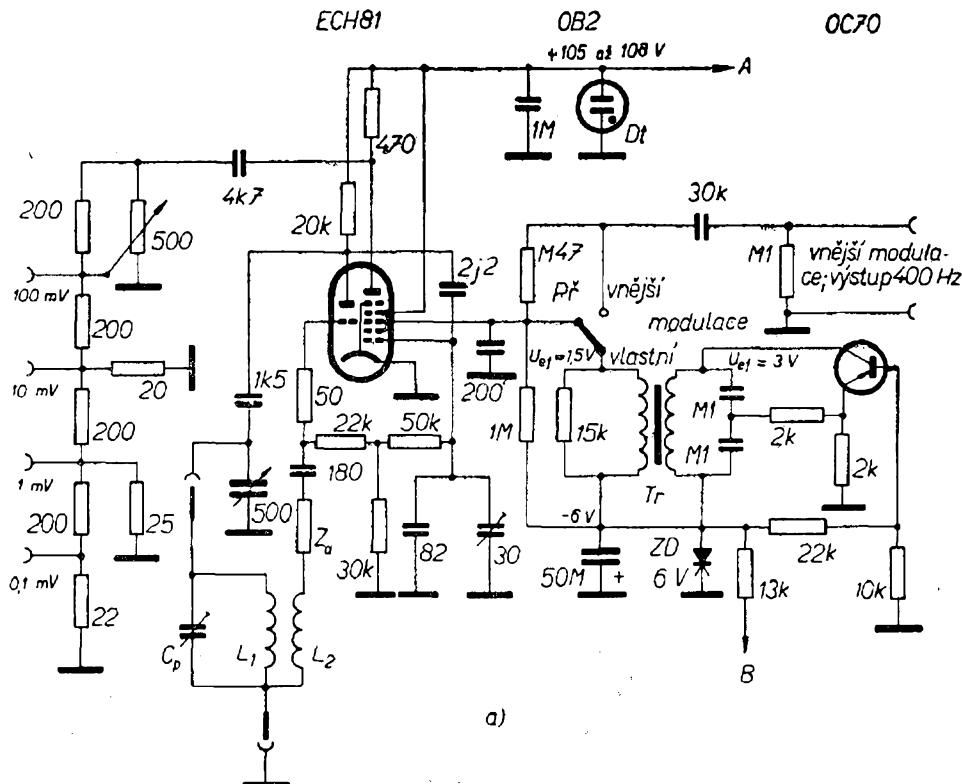 ECH81
OB2
OC70
+105 až 108 V
A
1M
Dt
470
4k7
200
500
20k
30k
M47
M1
vnější modula-
ce, výstup 400 Hz
100 mV
2j2
Př
vnější
modulace
vlastní
Ue1=1,5V
Ue1 = 3 V
200
10 mV
20
1k5
50
200
22k
50k
1M
15k
M1
M1
2k
2k
200
180
1 mV
Tr
500
-6 V
200
25
Za
30k
82
30
50M
+
ZD
6 V
22k
13k
10k
0,1 mV
22
Cp
L1
L2
B
a)